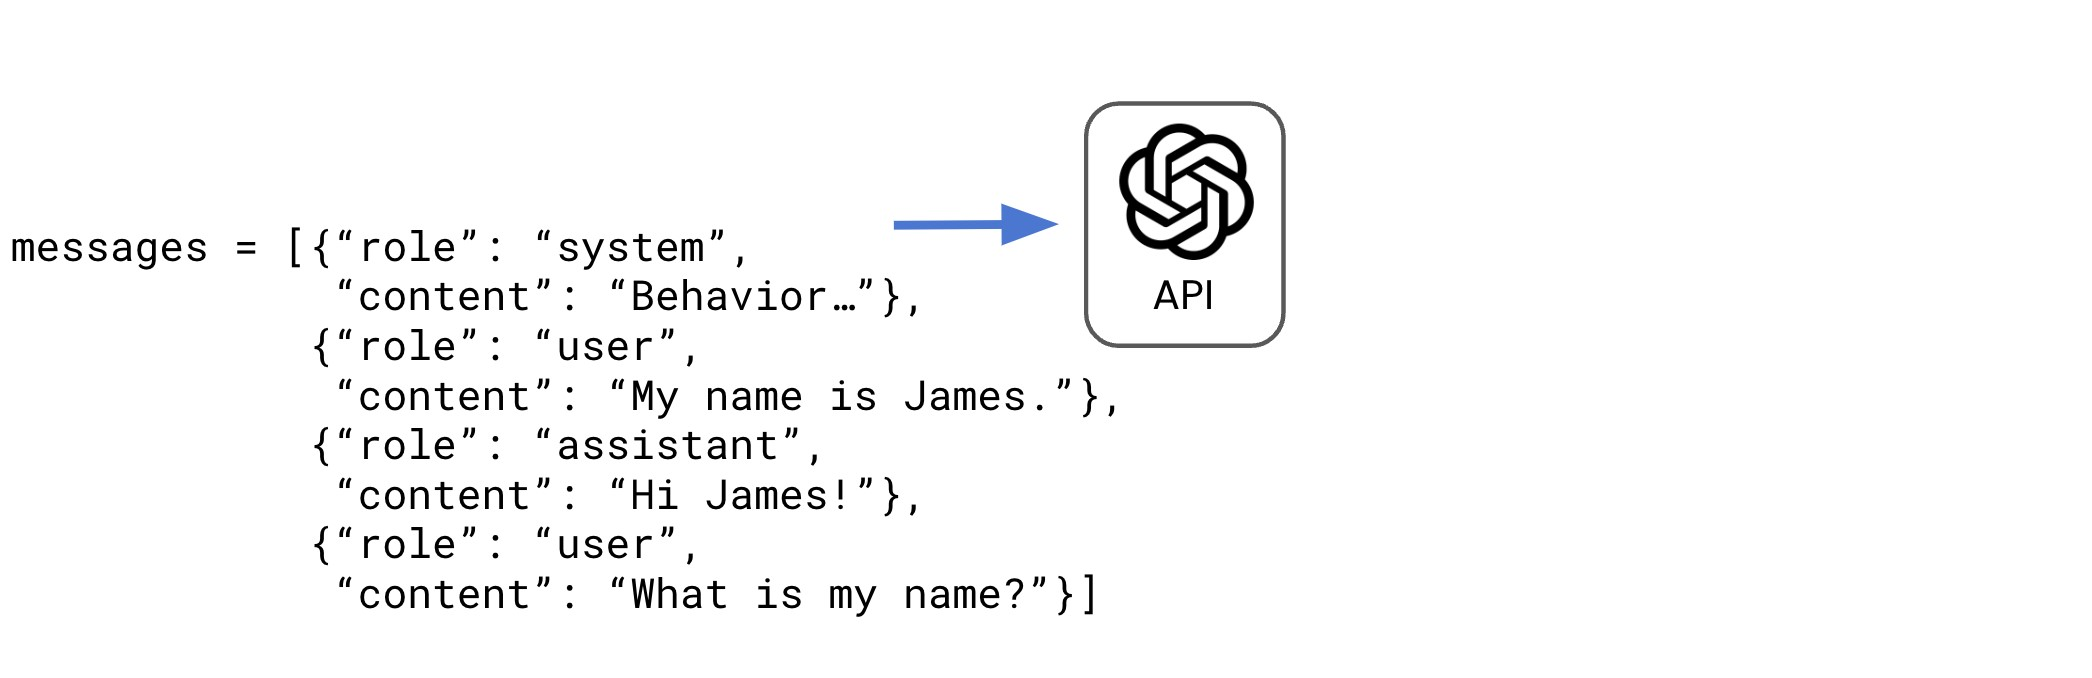 messages = [{“role”: “system”,
“content”: “Behavior…”},
{“role”: “user”,
“content”: “My name is James.”},
{“role”: “assistant”,
“content”: “Hi James!”},
{“role”: “user”,
“content”: “What is my name?”}]
API